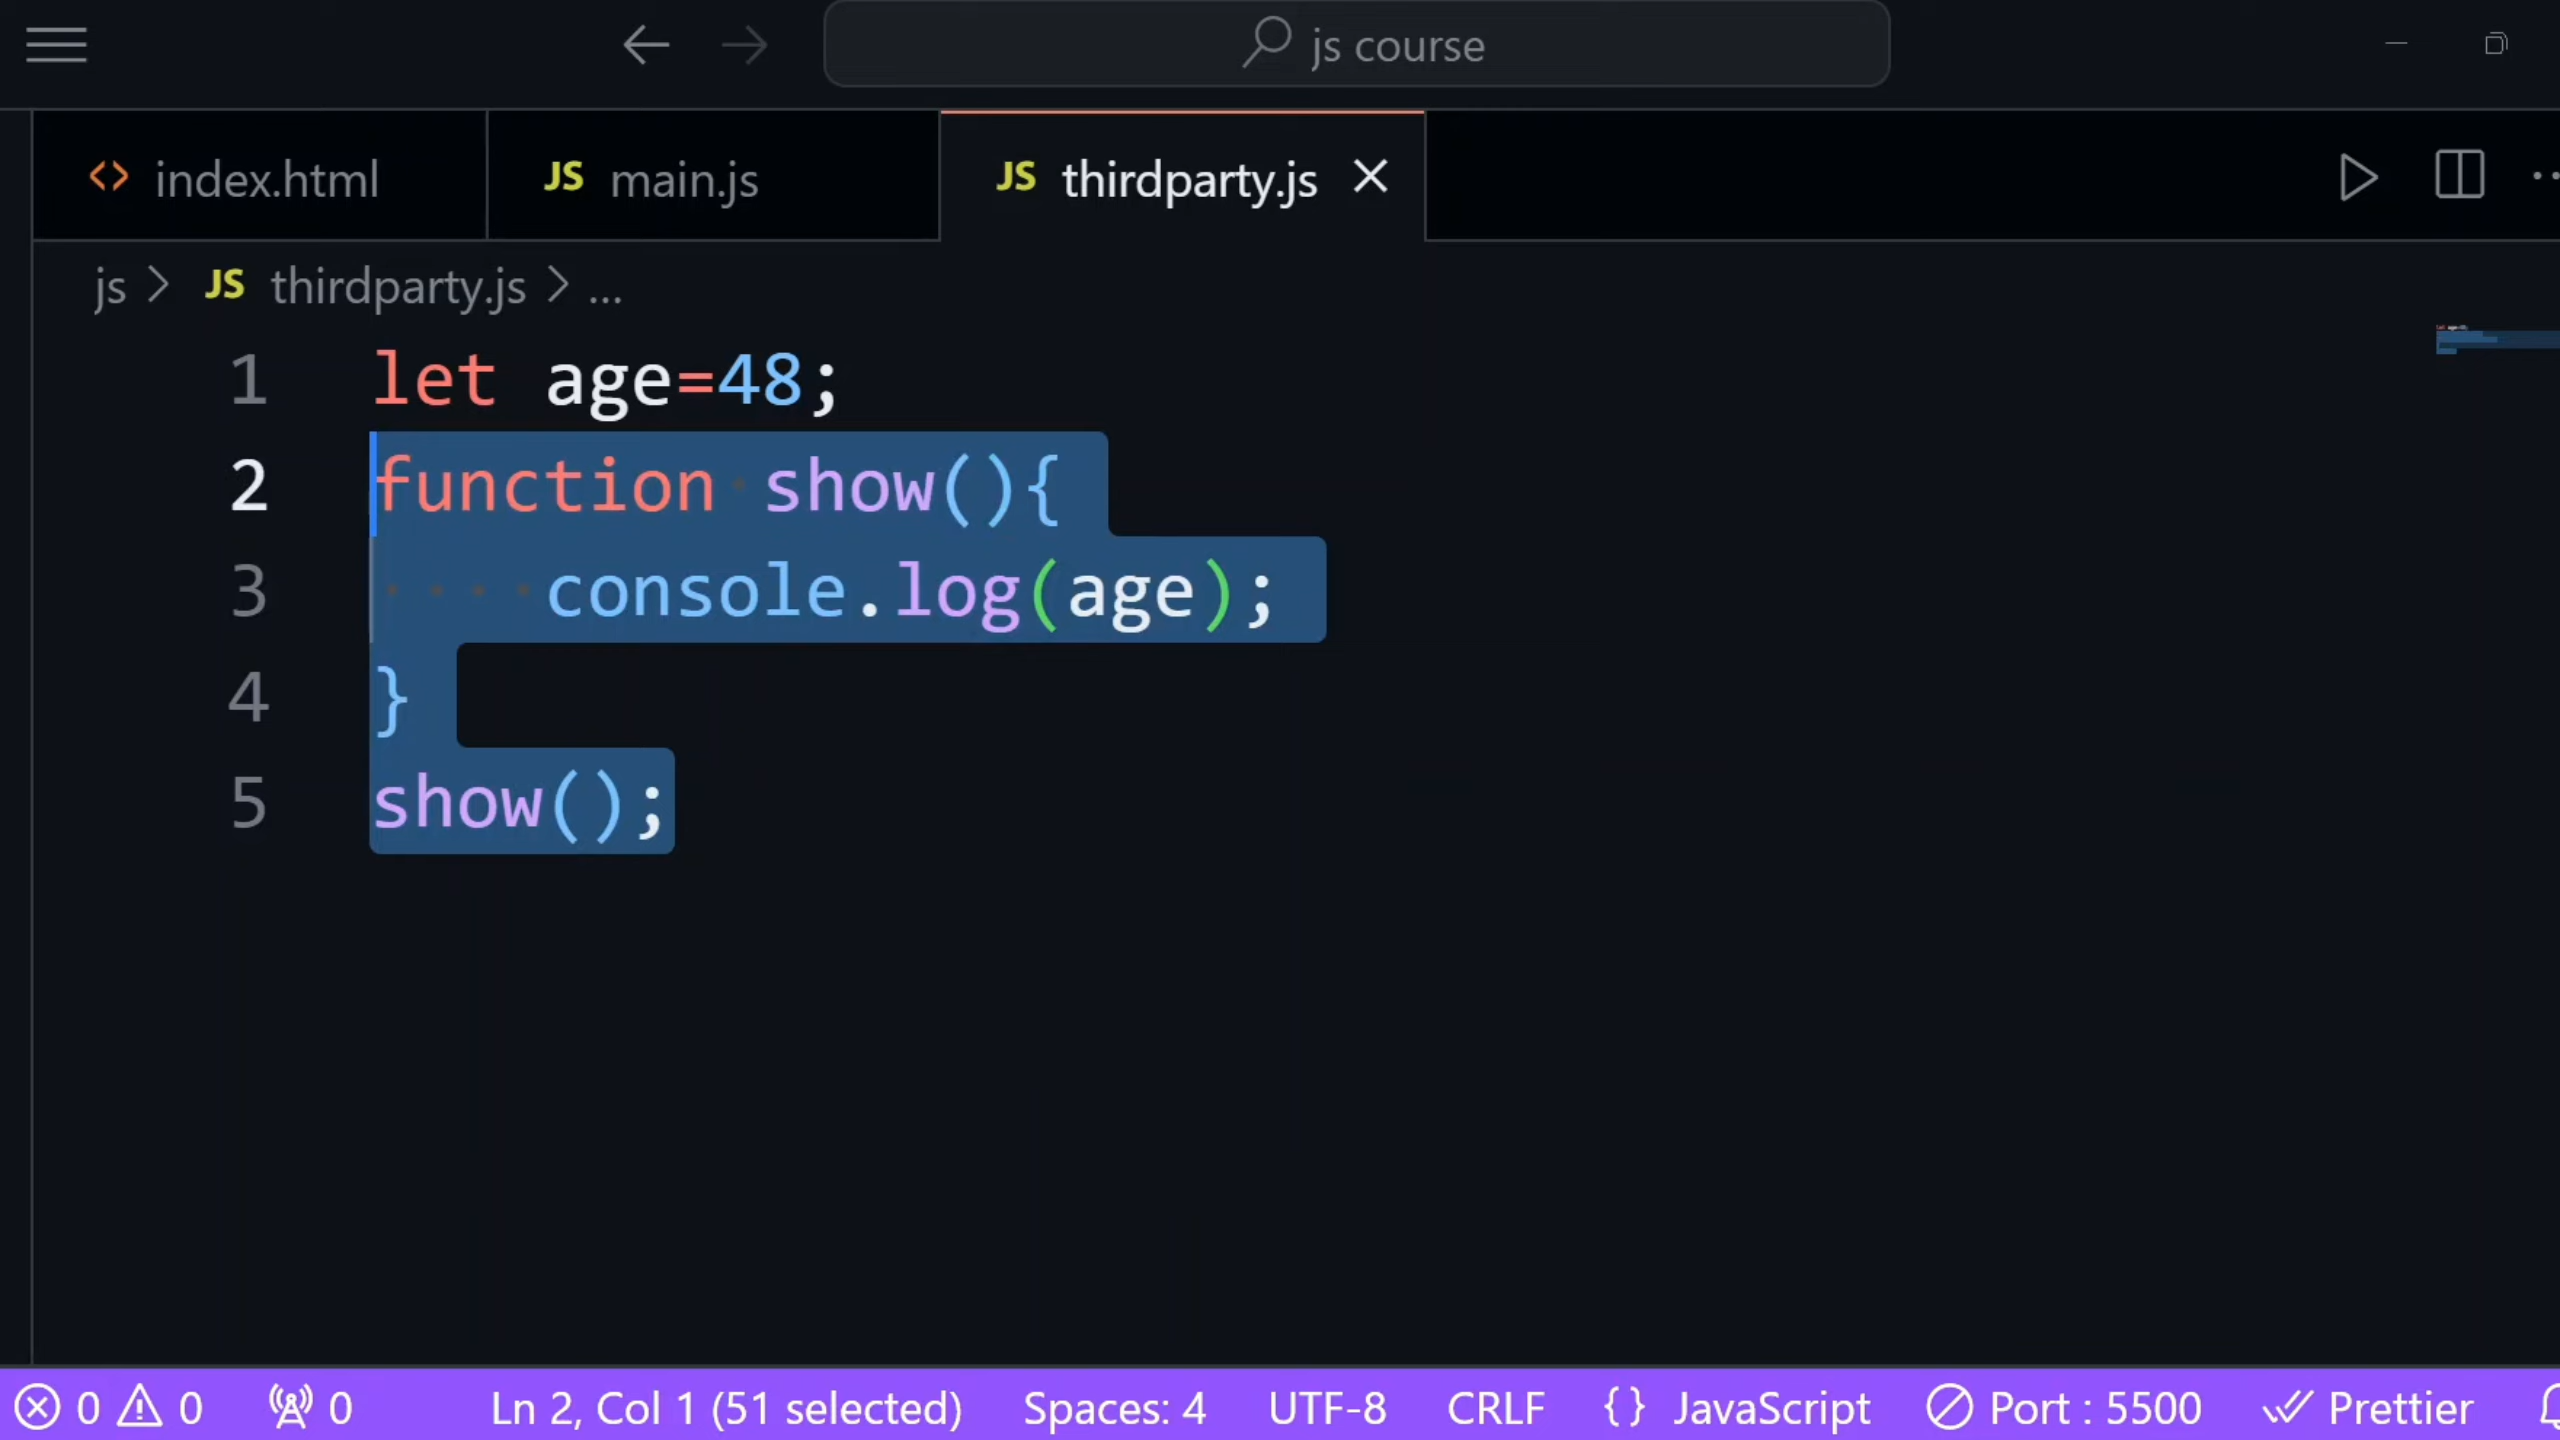 js course
index.html
JS main.js
JS thirdparty.js
js > JS thirdparty.js > ...
1 let age=48;
2 function show(){
3 console.log(age);
4 }
5 show();
0 0 0 Ln 2, Col 1 (51 selected) Spaces: 4 UTF-8 CRLF {} JavaScript Port : 5500 Prettier